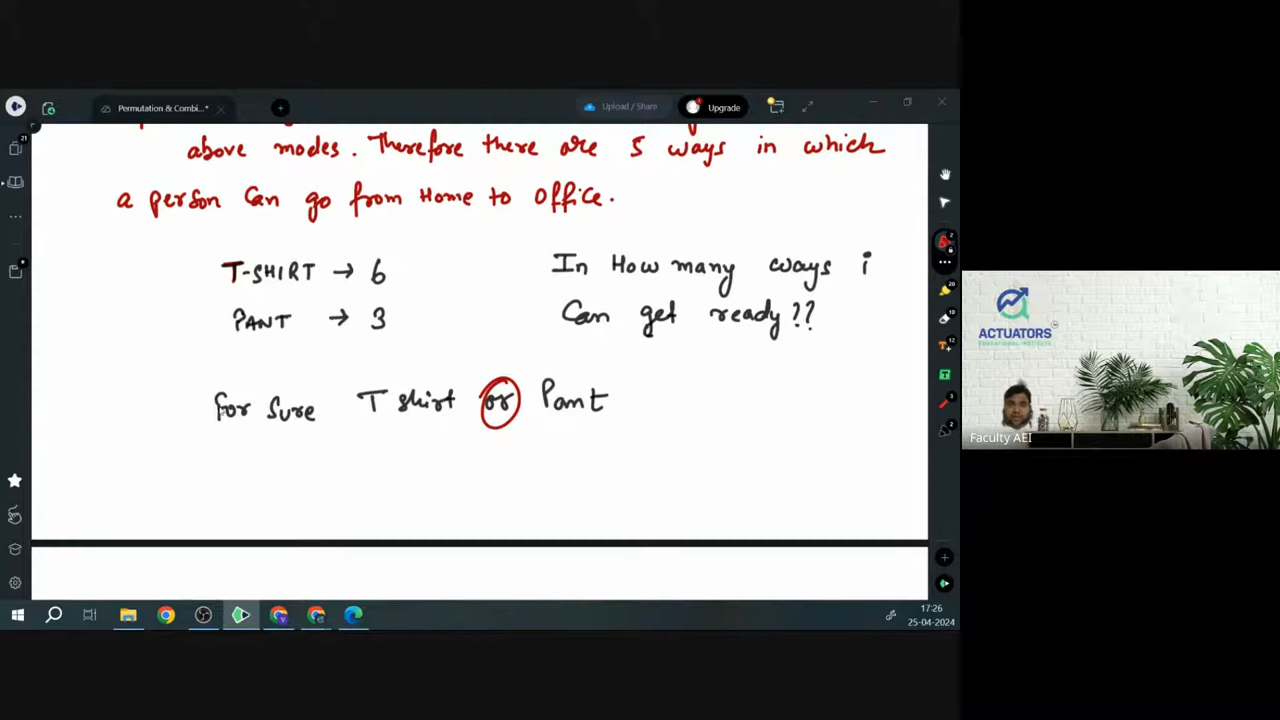 Permutation & Combi...*
Upload / Share
Upgrade
above modes. Therefore there are 5 ways in which
a person can go from Home to office.
T-SHIRT → 6
PANT → 3
In How many ways i
Can get ready??
for sure T shirt or Pant
ACTUATORS
EDUCATIONAL INSTITUTE
Faculty AEI
17:26
25-04-2024